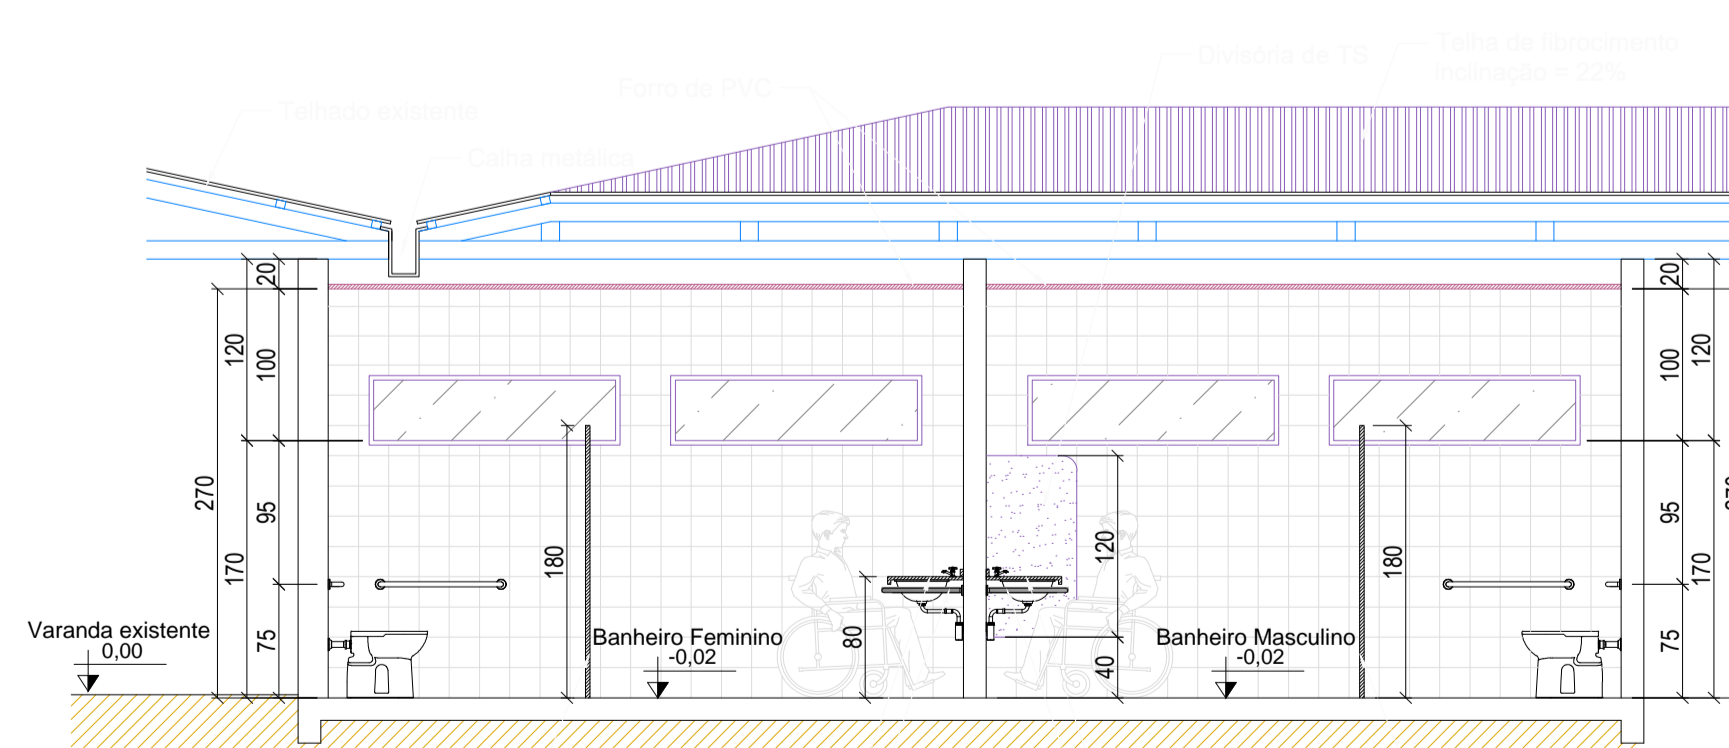 Divisória de TS
Telha de fibrocimento
inclinação = 22%
Forro de PVC
Telhado existente
Calha metálica
20
120
100
270
95
170
75
180
80
120
40
180
20
100
120
95
170
75
Varanda existente
0,00
Banheiro Feminino
-0,02
Banheiro Masculino
-0,02